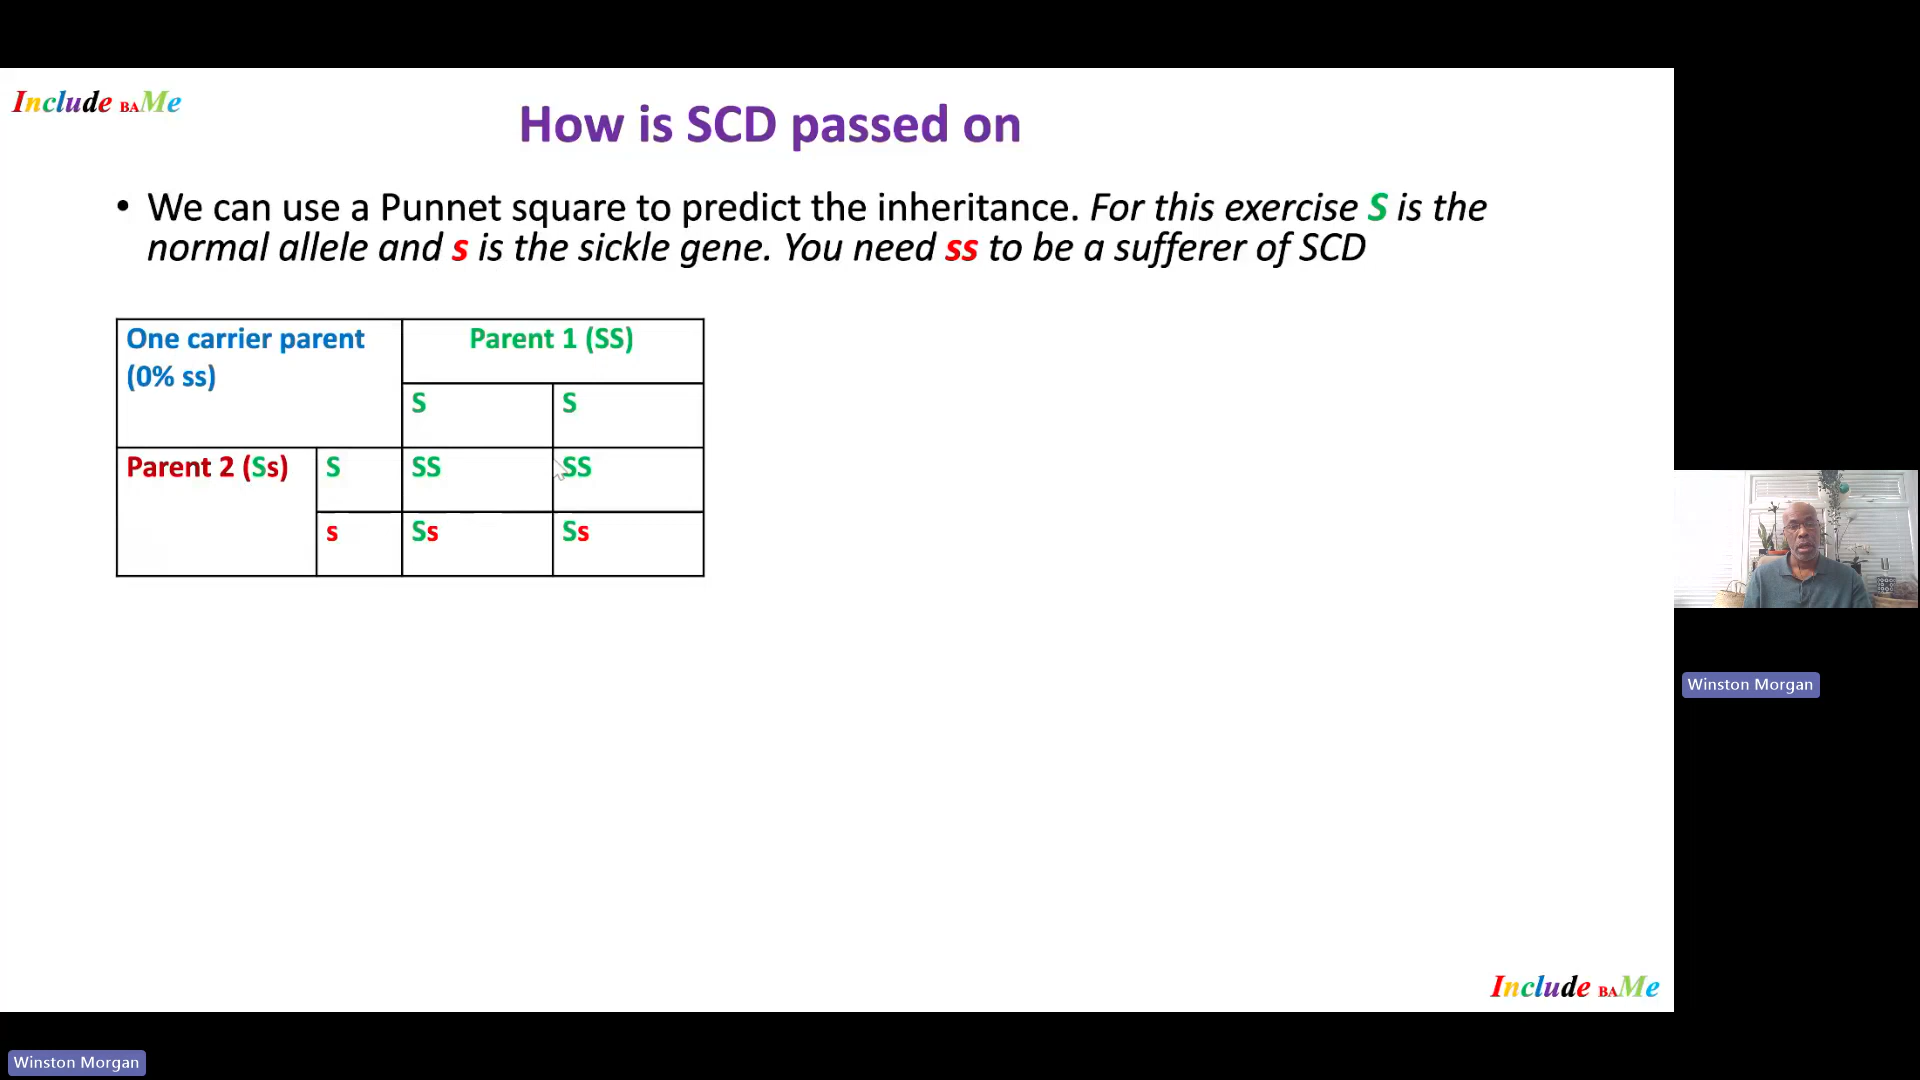 Include BAMe
How is SCD passed on
• We can use a Punnet square to predict the inheritance. For this exercise S is the
normal allele and s is the sickle gene. You need ss to be a sufferer of SCD
One carrier parent
(0% ss)
Parent 1 (SS)
S
S
Parent 2 (Ss)
S
SS
SS
s
Ss
Ss
Winston Morgan
Include BAMe
Winston Morgan